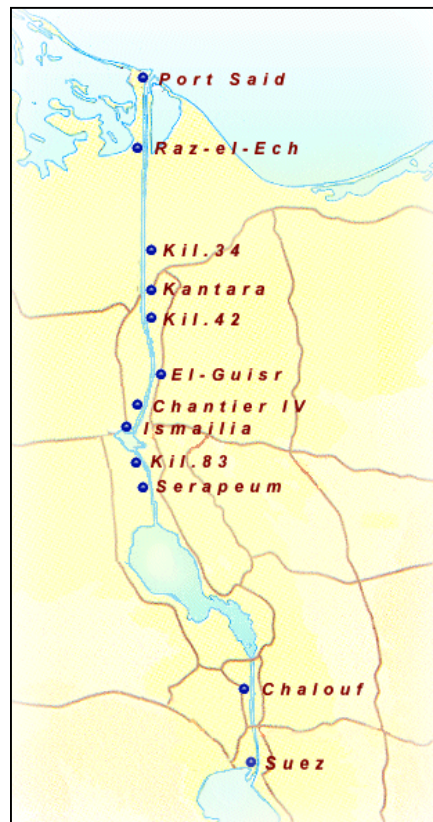 Port Said
Raz-el-Ech
Kil.34
Kantara
Kil.42
El-Guisr
Chantier IV
Ismailia
Kil.83
Serapeum
Chalouf
Suez